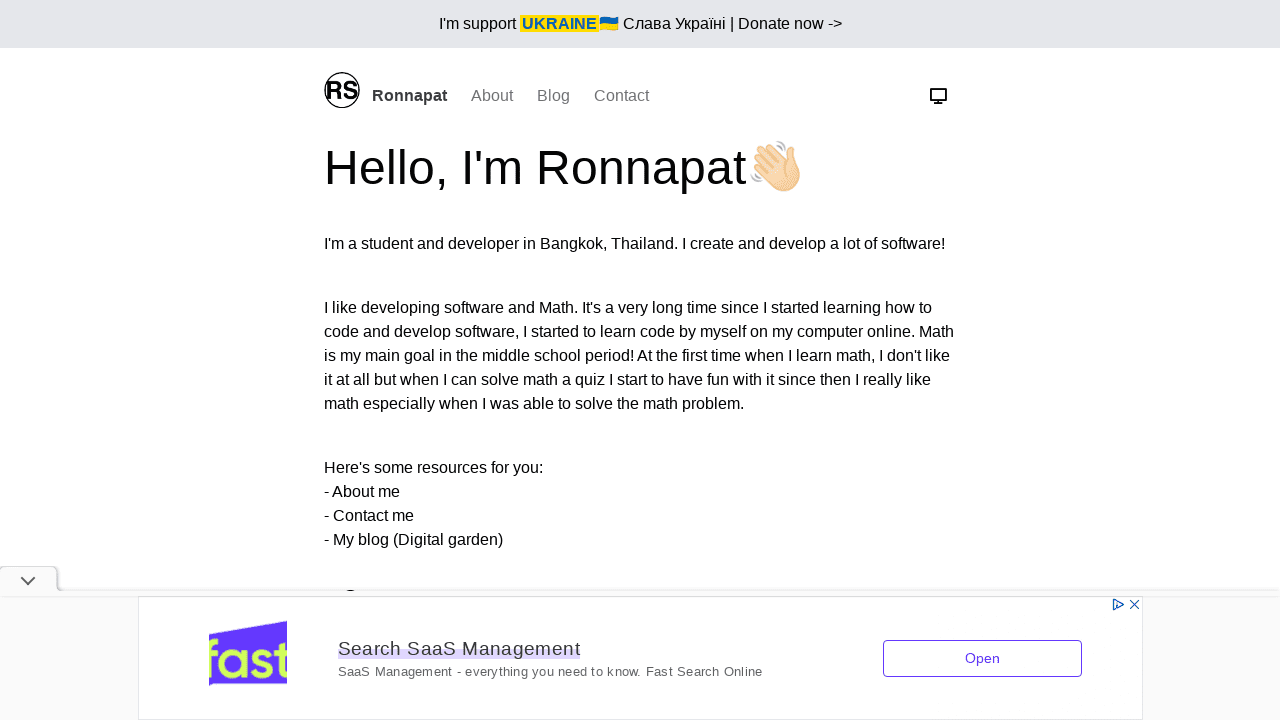 I'm support UKRAINE🇺🇦 Слава Україні | Donate now ->
RS Ronnapat About Blog Contact
Hello, I'm Ronnapat👋🏻
I'm a student and developer in Bangkok, Thailand. I create and develop a lot of software!
I like developing software and Math. It's a very long time since I started learning how to
code and develop software, I started to learn code by myself on my computer online. Math
is my main goal in the middle school period! At the first time when I learn math, I don't like
it at all but when I can solve math a quiz I start to have fun with it since then I really like
math especially when I was able to solve the math problem.
Here's some resources for you:
- About me
- Contact me
- My blog (Digital garden)
fast
Search SaaS Management
SaaS Management - everything you need to know. Fast Search Online
Open